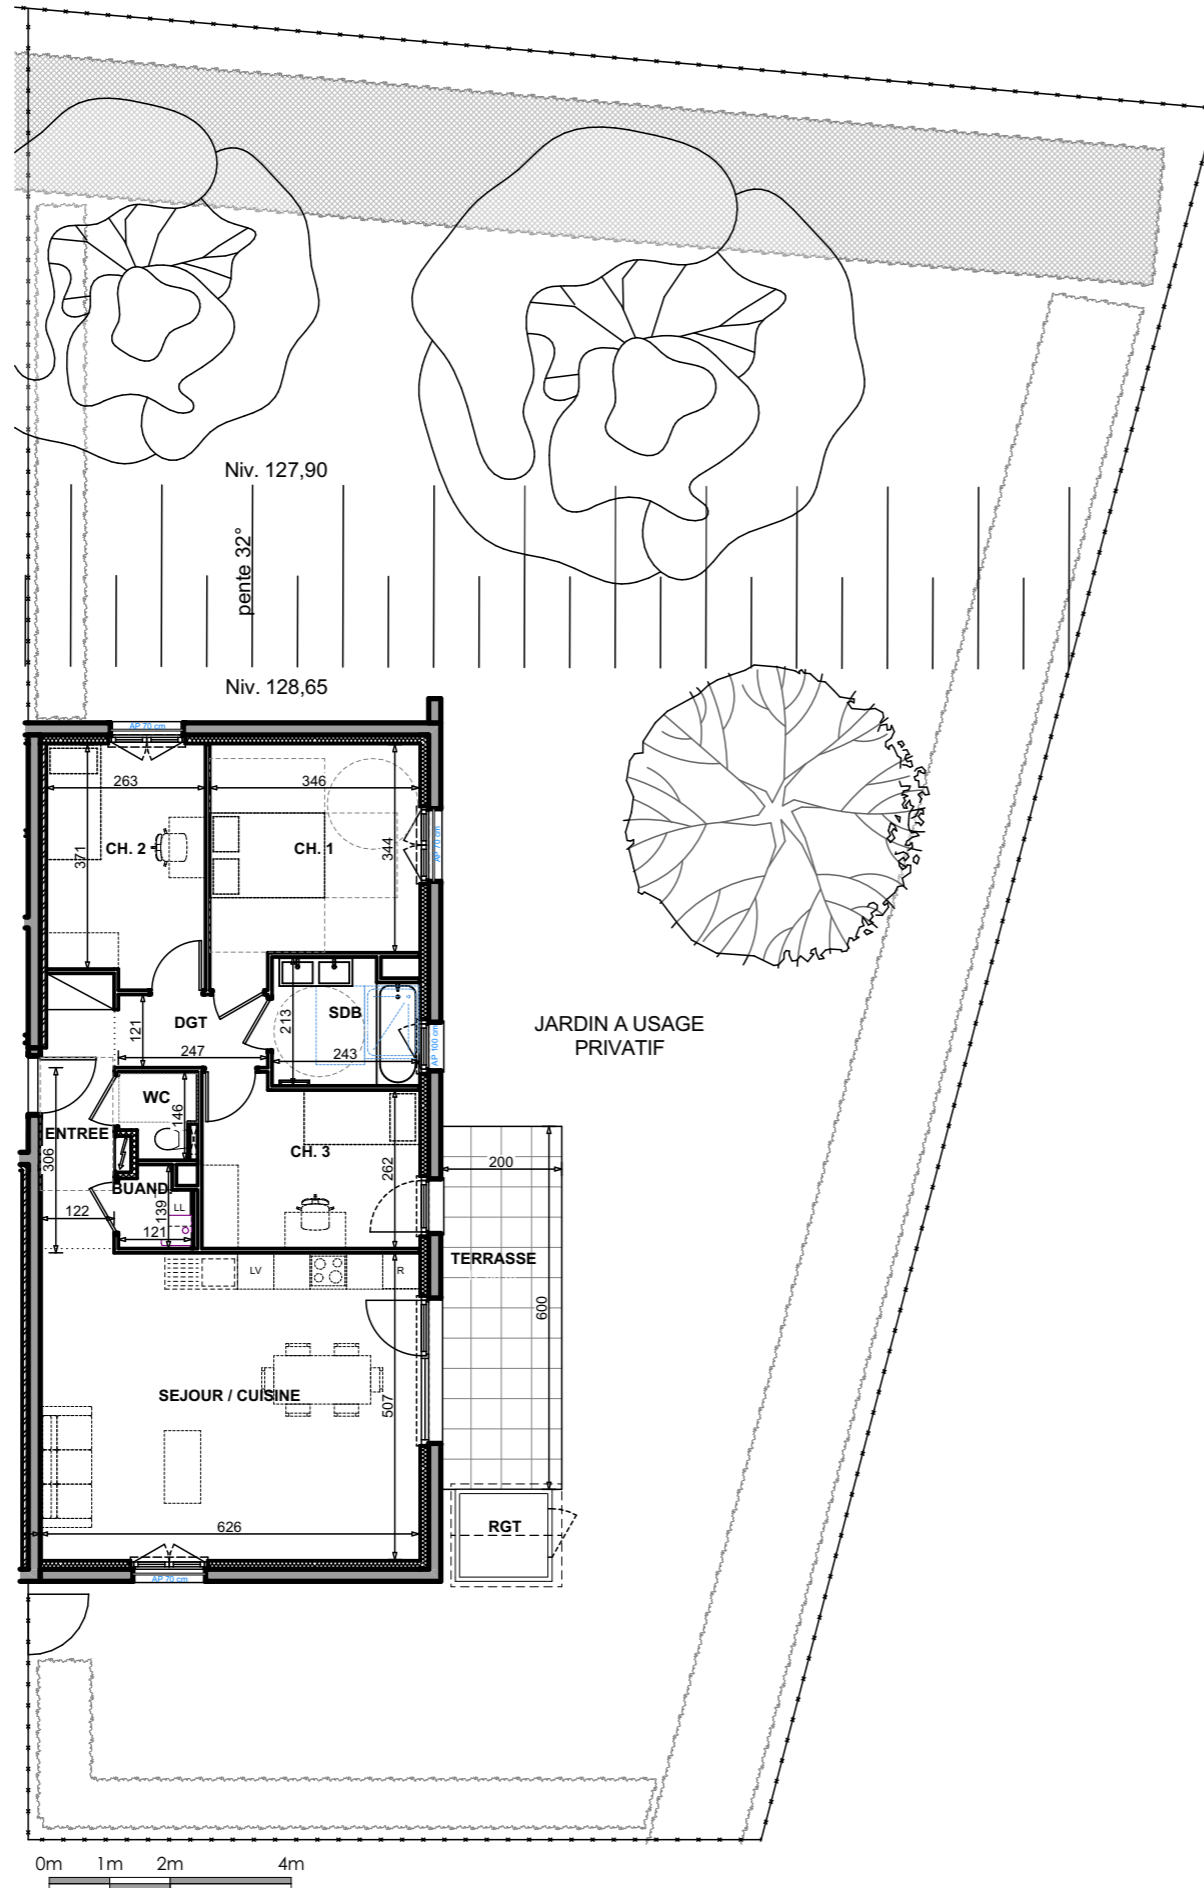 Niv. 127,90
pente 32°
Niv. 128,65
AP 70 cm
263
346
CH. 2
CH. 1
371
344
AP 70 cm
DGT
SDB
121
213
247
243
AP 100 cm
JARDIN A USAGE
PRIVATIF
WC
146
ENTREE
306
CH. 3
262
200
BUAND.
139
LL
122
121
TERRASSE
LV
R
600
SEJOUR / CUISINE
507
626
RGT
AP 70 cm
0m 1m 2m 4m